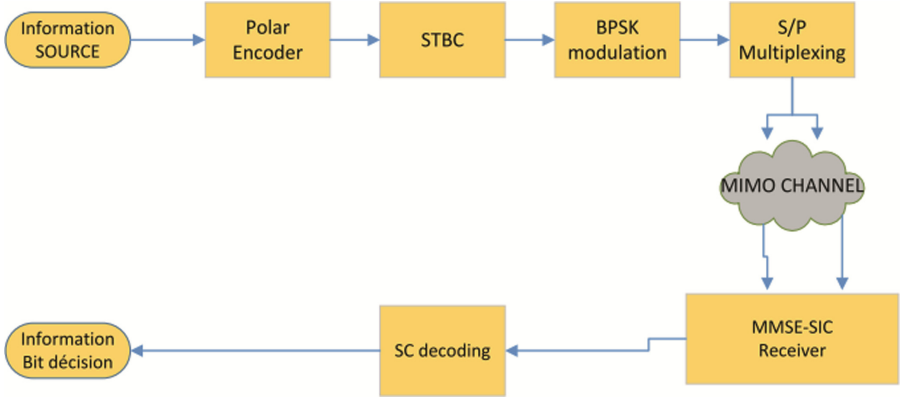 Information
SOURCE
Polar
Encoder
STBC
BPSK
modulation
S/P
Multiplexing
MIMO CHANNEL
MMSE-SIC
Receiver
SC decoding
Information
Bit décision